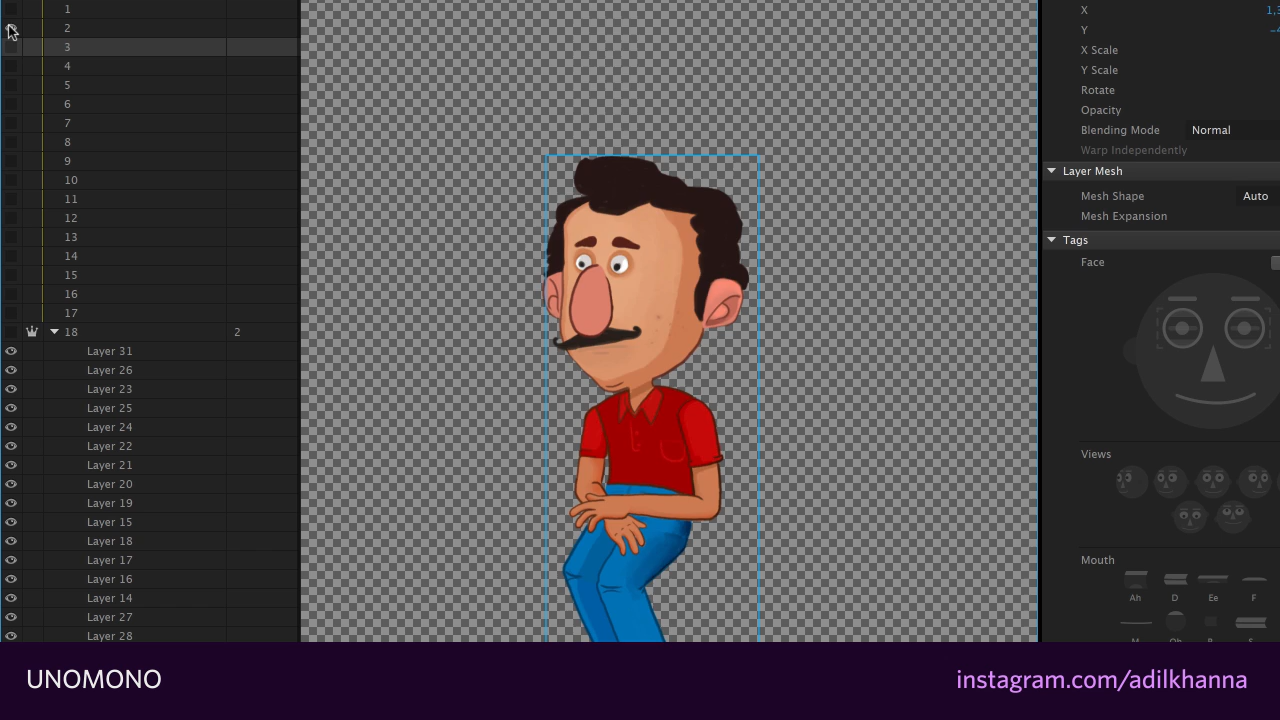 1
2
3
4
5
6
7
8
9
10
11
12
13
14
15
16
17
18 2
Layer 31
Layer 26
Layer 23
Layer 25
Layer 24
Layer 22
Layer 21
Layer 20
Layer 19
Layer 15
Layer 18
Layer 17
Layer 16
Layer 14
Layer 27
Layer 28
X
Y
X Scale
Y Scale
Rotate
Opacity
Blending Mode Normal
Warp Independently
Layer Mesh
Mesh Shape Auto
Mesh Expansion
Tags
Face
Views
Mouth
Ah D Ee F
UNOMONO
instagram.com/adilkhanna